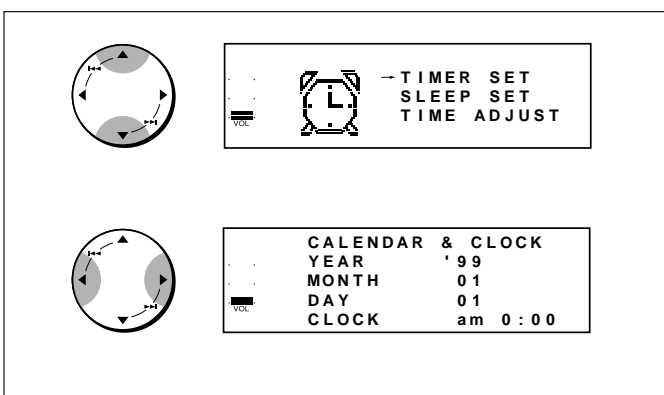 → TIMER SET
SLEEP SET
TIME ADJUST
VOL
CALENDAR & CLOCK
YEAR '99
MONTH 01
DAY 01
VOL
CLOCK am 0:00